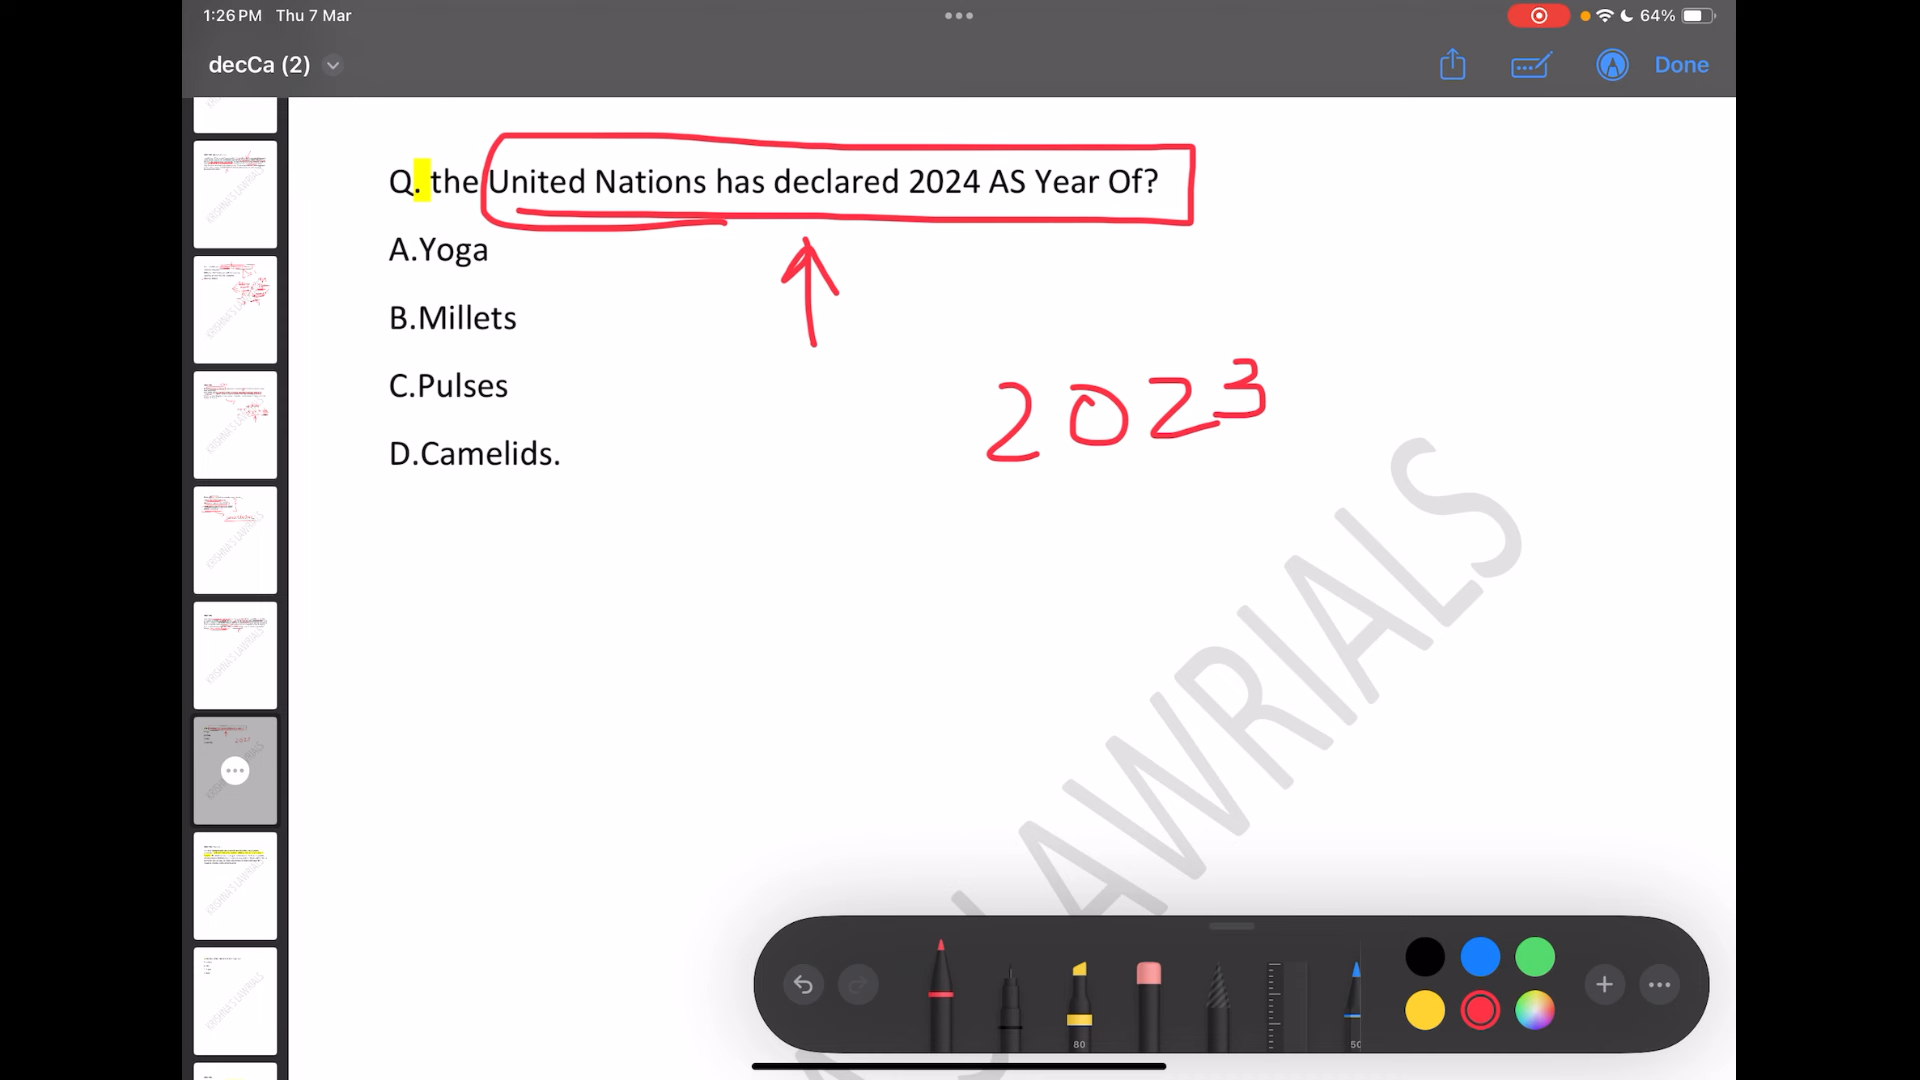 1:26 PM Thu 7 Mar
64%
decCa (2)
Done
Q. the United Nations has declared 2024 AS Year Of?
A.Yoga
B.Millets
C.Pulses
D.Camelids.
2023
S LAWRIALS
80
50